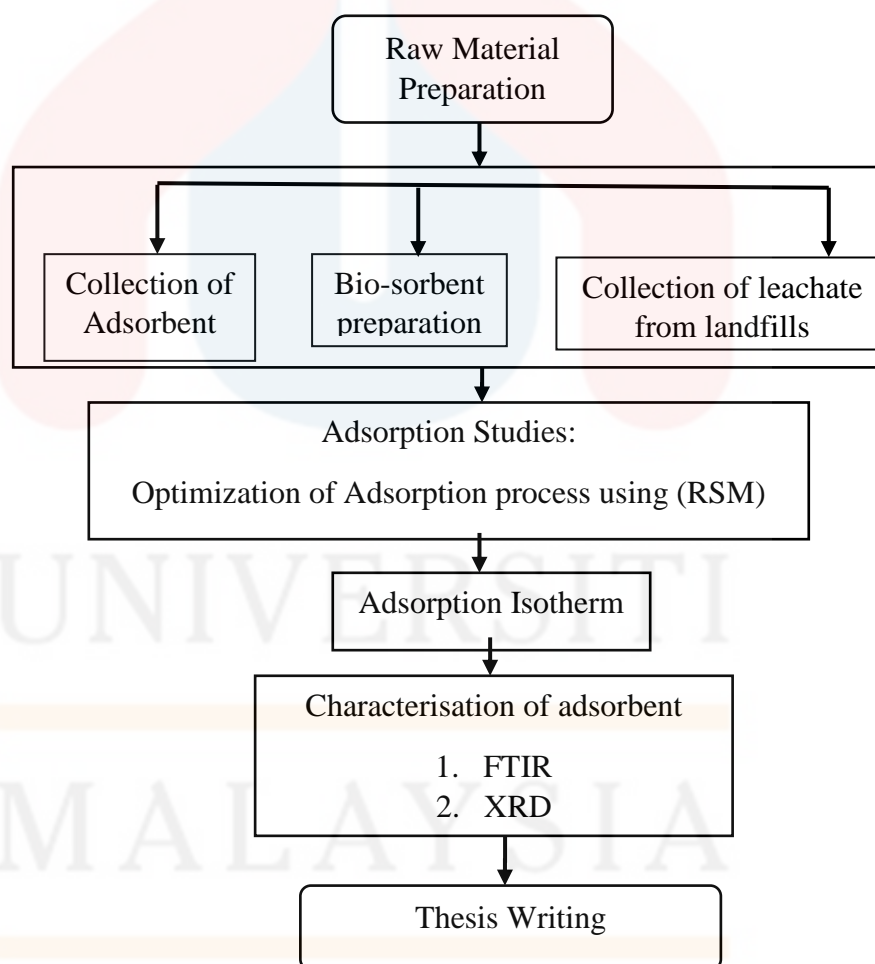 Raw Material
Preparation
Collection of
Adsorbent
Bio-sorbent
preparation
Collection of leachate
from landfills
Adsorption Studies:
Optimization of Adsorption process using (RSM)
Adsorption Isotherm
UNIVERSITI
Characterisation of adsorbent
1. FTIR
2. XRD
MALAYSIA
Thesis Writing